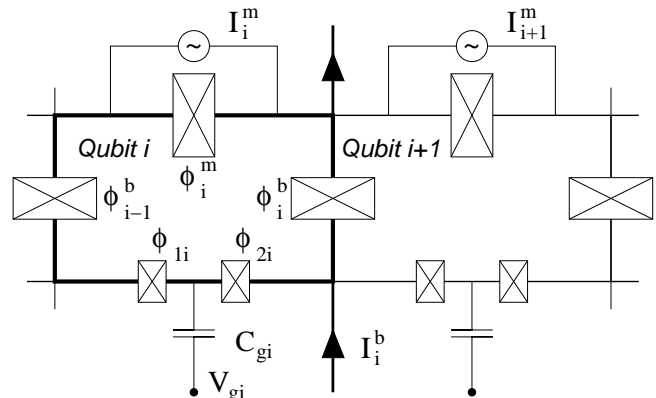 I_i^m I_{i+1}^m
~ ~
Qubit i Qubit i+1
ϕ_i^m
ϕ_{i−1}^b ϕ_i^b
ϕ_{1i} ϕ_{2i}
C_{gi} I_i^b
V_{gi}